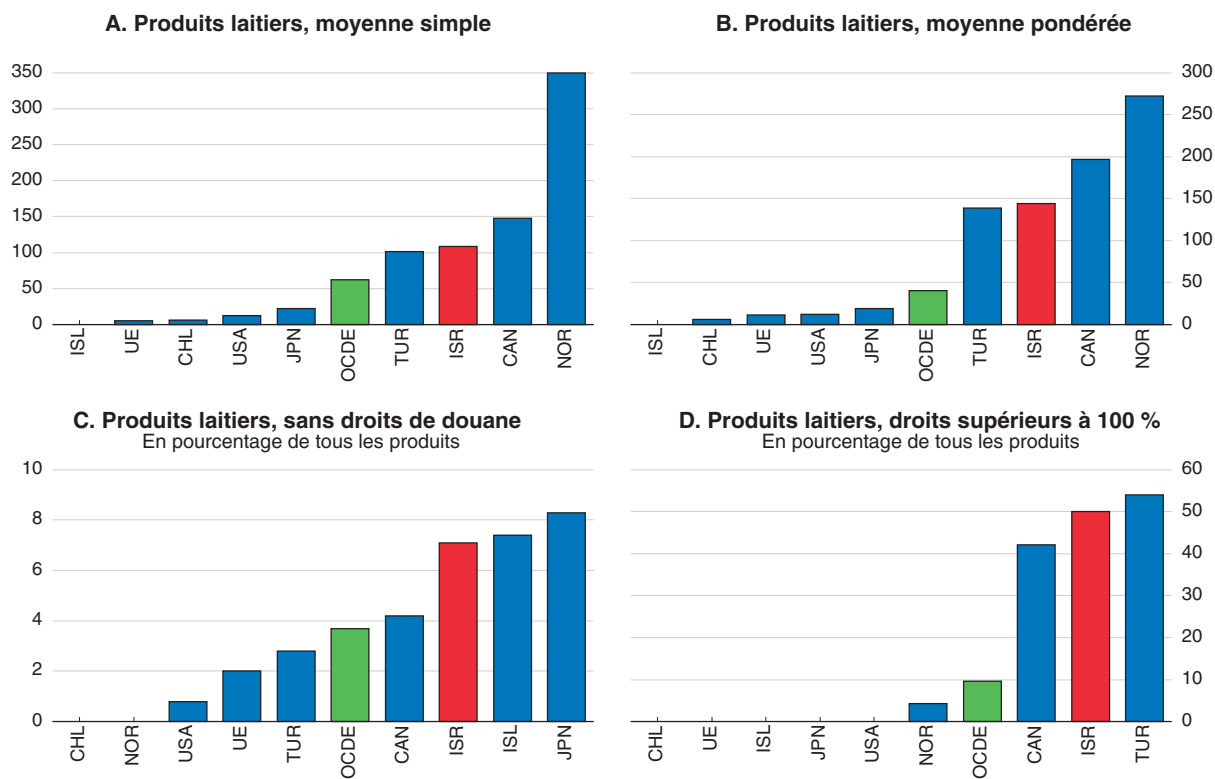 A. Produits laitiers, moyenne simple
350
300
250
200
150
100
50
0
ISL
UE
CHL
USA
JPN
OCDE
TUR
ISR
CAN
NOR
B. Produits laitiers, moyenne pondérée
300
250
200
150
100
50
0
ISL
CHL
UE
USA
JPN
OCDE
TUR
ISR
CAN
NOR
C. Produits laitiers, sans droits de douane
En pourcentage de tous les produits
10
8
6
4
2
0
CHL
NOR
USA
UE
TUR
OCDE
CAN
ISR
ISL
JPN
D. Produits laitiers, droits supérieurs à 100 %
En pourcentage de tous les produits
60
50
40
30
20
10
0
CHL
UE
ISL
JPN
USA
NOR
OCDE
CAN
ISR
TUR